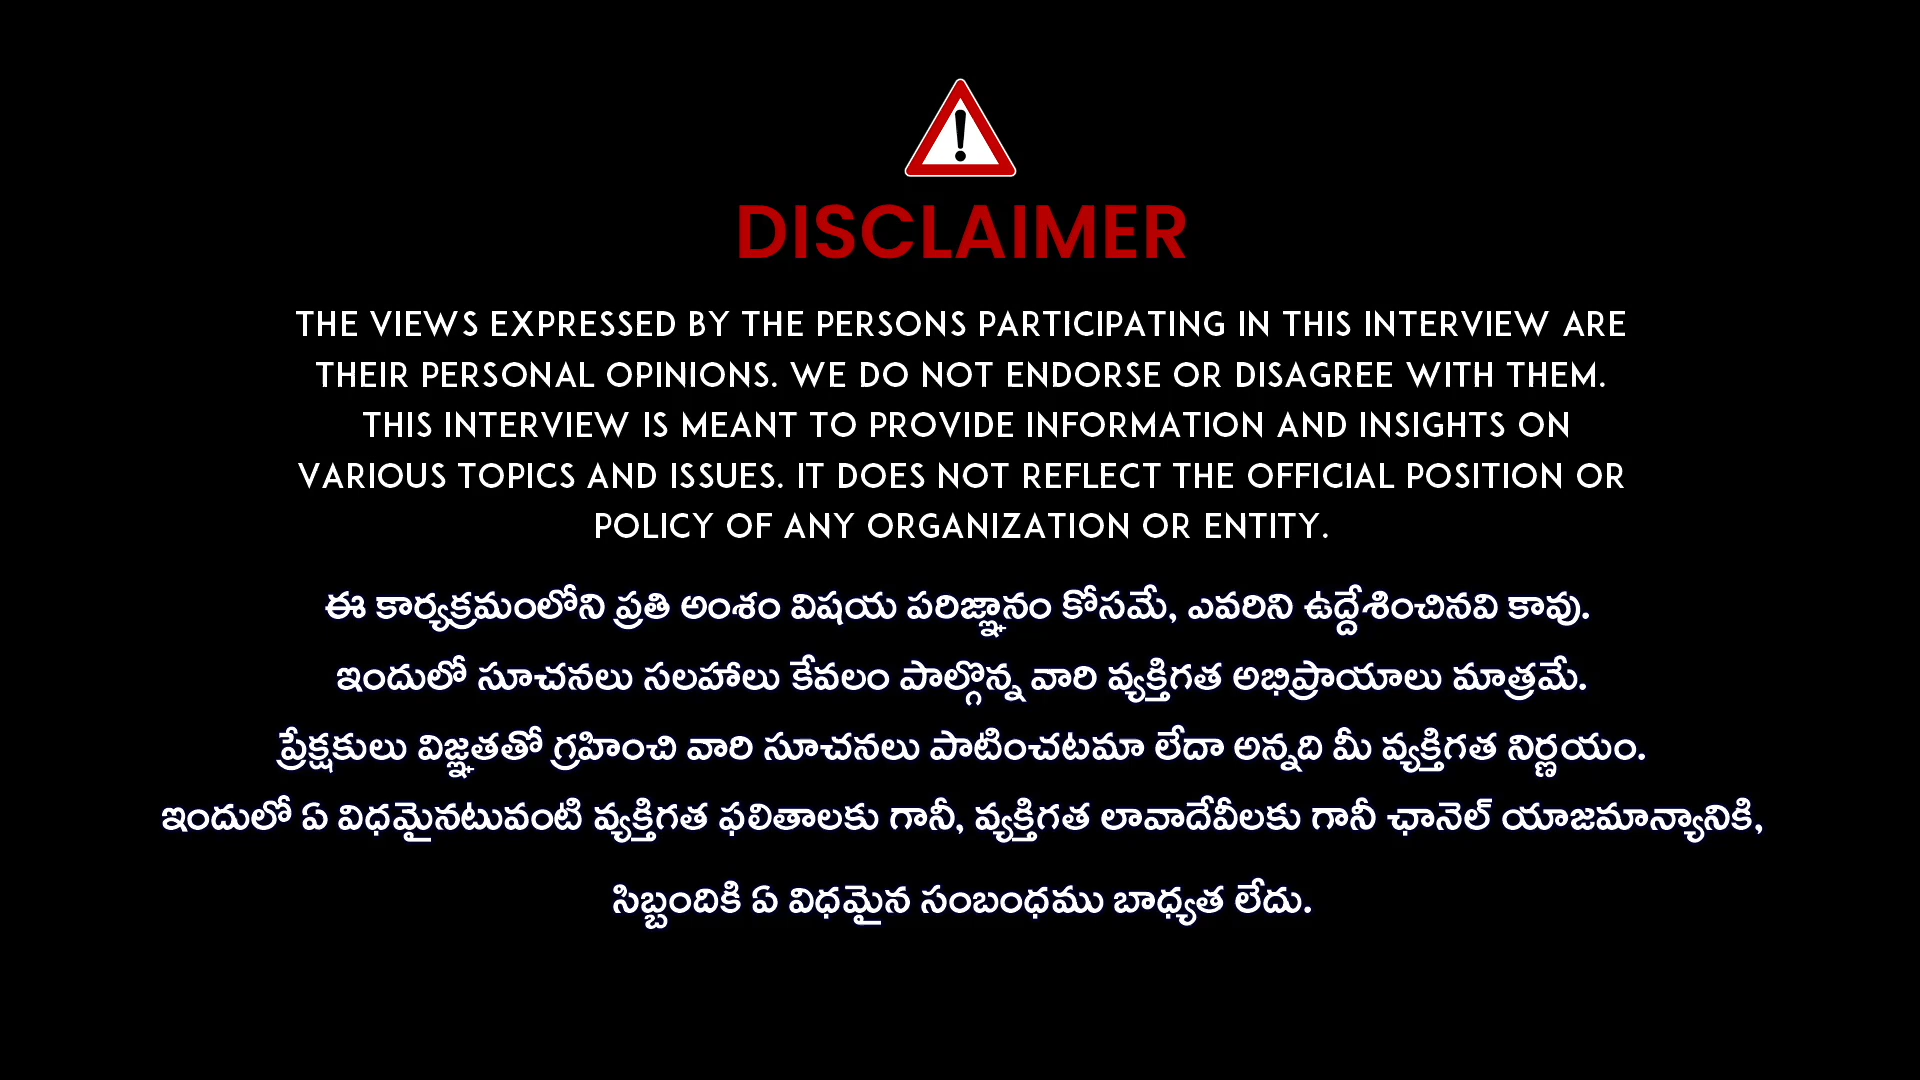 DISCLAIMER
THE VIEWS EXPRESSED BY THE PERSONS PARTICIPATING IN THIS INTERVIEW ARE
THEIR PERSONAL OPINIONS. WE DO NOT ENDORSE OR DISAGREE WITH THEM.
THIS INTERVIEW IS MEANT TO PROVIDE INFORMATION AND INSIGHTS ON
VARIOUS TOPICS AND ISSUES. IT DOES NOT REFLECT THE OFFICIAL POSITION OR
POLICY OF ANY ORGANIZATION OR ENTITY.
ఈ కార్యక్రమంలోని ప్రతి అంశం విషయ పరిజ్ఞానం కోసమే, ఎవరిని ఉద్దేశించినవి కావు.
ఇందులో సూచనలు సలహాలు కేవలం పాల్గొన్న వారి వ్యక్తిగత అభిప్రాయాలు మాత్రమే.
ప్రేక్షకులు విజ్ఞతతో గ్రహించి వారి సూచనలు పాటించటమా లేదా అన్నది మీ వ్యక్తిగత నిర్ణయం.
ఇందులో ఏ విధమైనటువంటి వ్యక్తిగత ఫలితాలకు గానీ, వ్యక్తిగత లావాదేవీలకు గానీ ఛానెల్ యాజమాన్యానికి,
సిబ్బందికి ఏ విధమైన సంబంధము బాధ్యత లేదు.